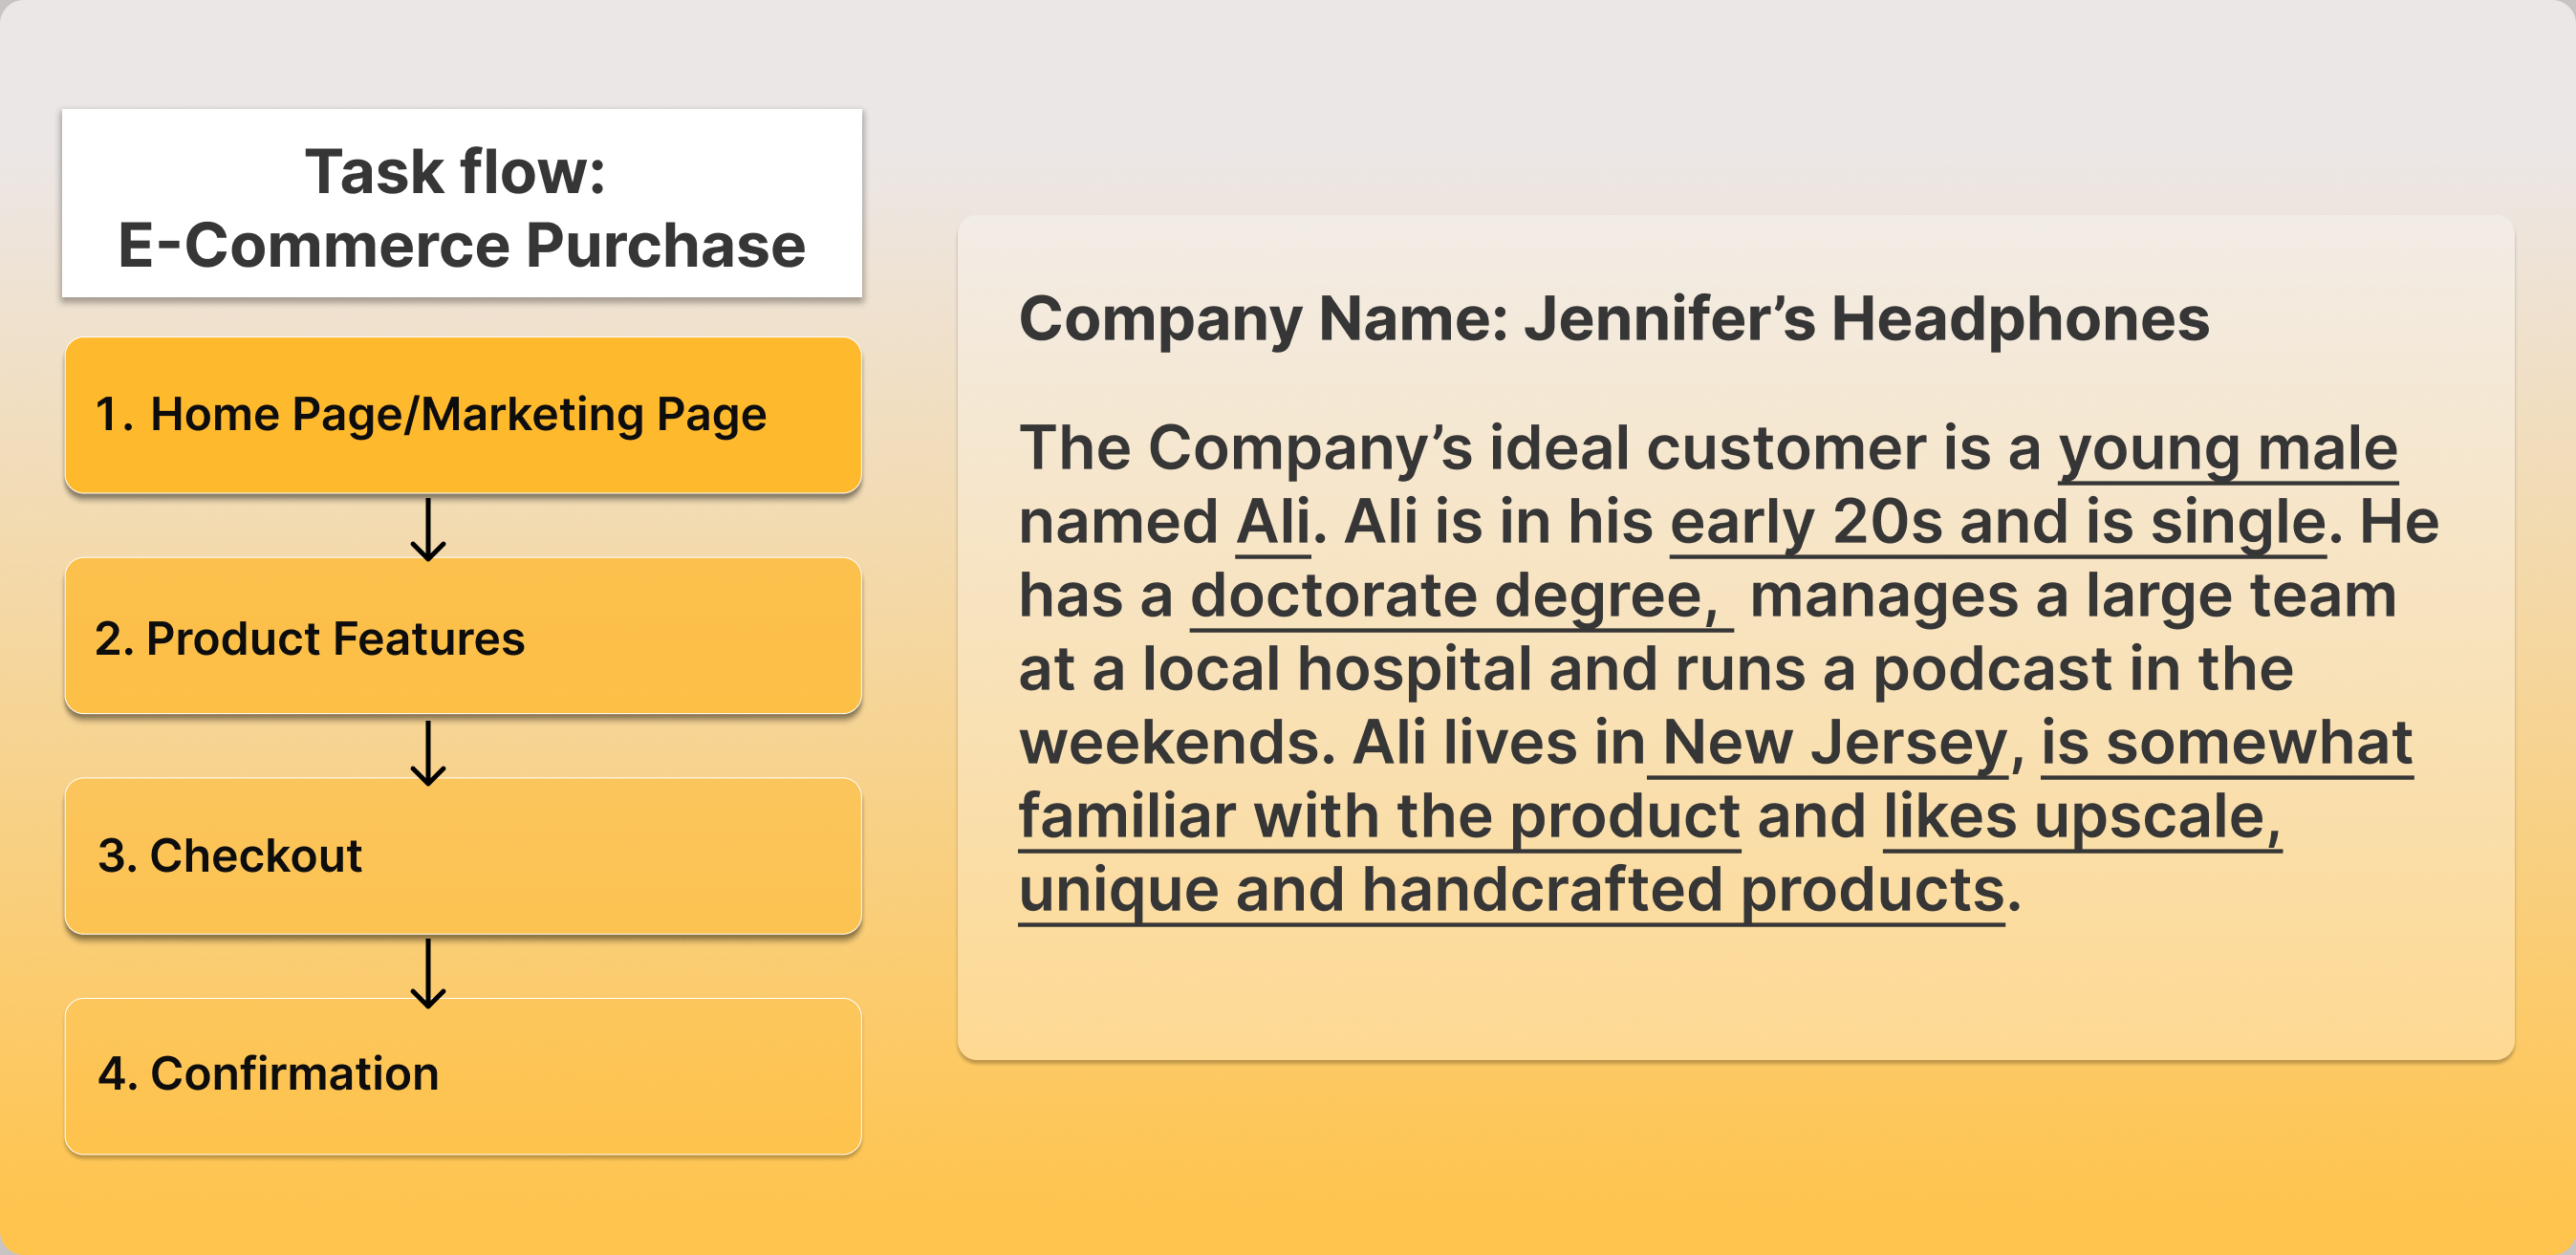 Task flow:
E-Commerce Purchase
1. Home Page/Marketing Page
2. Product Features
3. Checkout
4. Confirmation
Company Name: Jennifer’s Headphones
The Company’s ideal customer is a young male
named Ali. Ali is in his early 20s and is single. He
has a doctorate degree,  manages a large team
at a local hospital and runs a podcast in the
weekends. Ali lives in New Jersey, is somewhat
familiar with the product and likes upscale,
unique and handcrafted products.